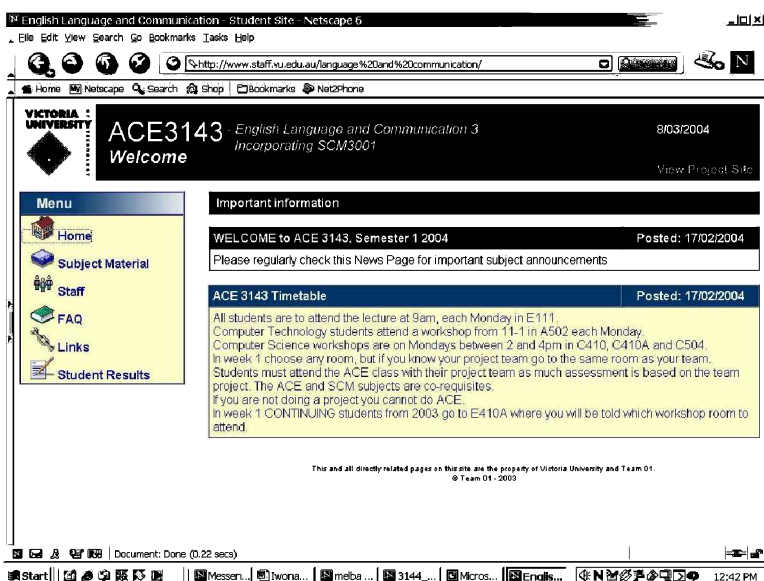 English Language and Communication - Student Site - Netscape 6
File Edit View Search Go Bookmarks Tasks Help
http://www.staff.vu.edu.au/language%20and%20communication/
Home Netscape Search Shop Bookmarks Net2Phone
VICTORIA UNIVERSITY
ACE3143 - English Language and Communication 3
Incorporating SCM3001
Welcome
8/03/2004
View Project Site
Menu
Home
Subject Material
Staff
FAQ
Links
Student Results
Important information
WELCOME to ACE 3143, Semester 1 2004 Posted: 17/02/2004
Please regularly check this News Page for important subject announcements
ACE 3143 Timetable Posted: 17/02/2004
All students are to attend the lecture at 9am, each Monday in E111.
Computer Technology students attend a workshop from 11-1 in A502 each Monday.
Computer Science workshops are on Mondays between 2 and 4pm in C410, C410A and C504.
In week 1 choose any room, but if you know your project team go to the same room as your team.
Students must attend the ACE class with their project team as much assessment is based on the team
project. The ACE and SCM subjects are co-requisites.
If you are not doing a project you cannot do ACE.
In week 1 CONTINUING students from 2003 go to E410A where you will be told which workshop room to
attend.
This and all directly related pages on this site are the property of Victoria University and Team 01.
© Team 01 - 2003
Document: Done (0.22 secs)
Start Messen... Iwona... melba ... 3144_... Micros... Englis... 12:42 PM